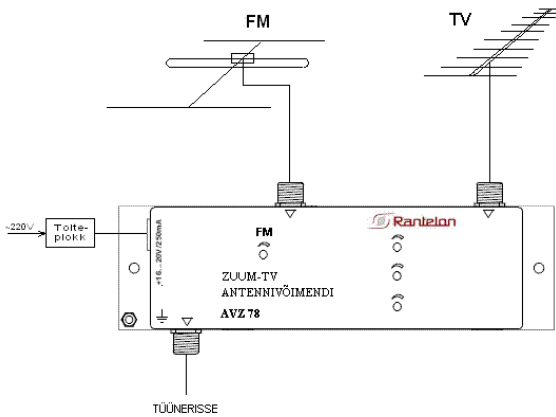 FM
TV
Rantelon
~220V
Toite-
plokk
+16...20V/250mA
FM
ZUUM-TV
ANTENNIVÕIMENDI
AVZ 78
TÜÜNERISSE